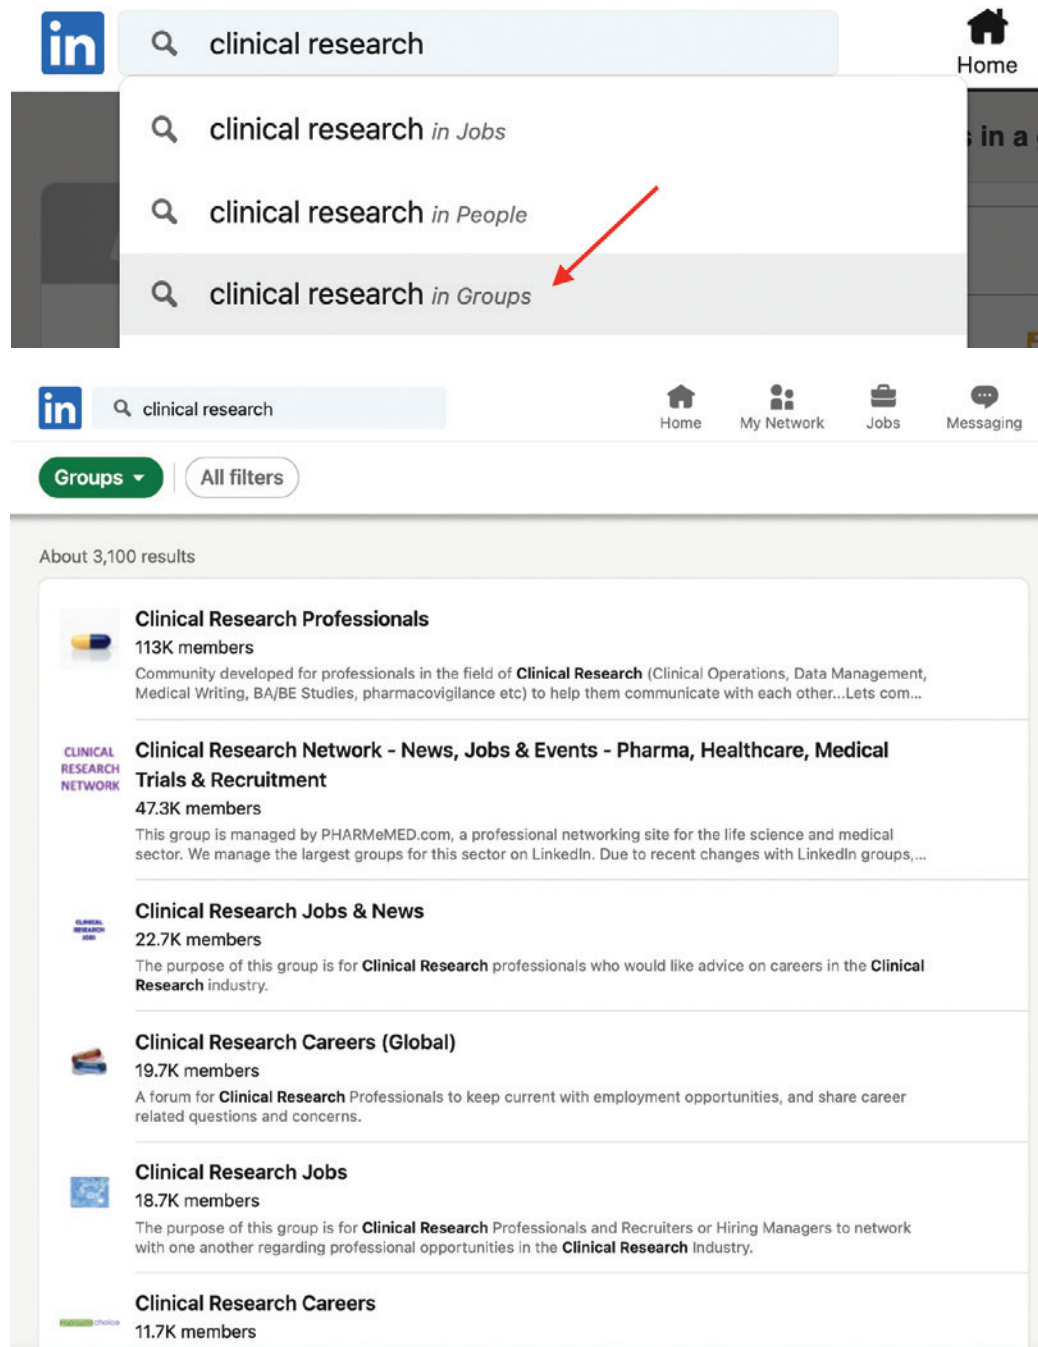 in clinical research
Home
clinical research in Jobs
s in a
clinical research in People
clinical research in Groups
in clinical research
Home My Network Jobs Messaging
Groups All filters
About 3,100 results
Clinical Research Professionals
113K members
Community developed for professionals in the field of Clinical Research (Clinical Operations, Data Management,
Medical Writing, BA/BE Studies, pharmacovigilance etc) to help them communicate with each other...Lets com...
CLINICAL
RESEARCH
NETWORK
Clinical Research Network - News, Jobs & Events - Pharma, Healthcare, Medical
Trials & Recruitment
47.3K members
This group is managed by PHARMeMED.com, a professional networking site for the life science and medical
sector. We manage the largest groups for this sector on LinkedIn. Due to recent changes with LinkedIn groups,...
CLINICAL
RESEARCH
JOBS
Clinical Research Jobs & News
22.7K members
The purpose of this group is for Clinical Research professionals who would like advice on careers in the Clinical
Research industry.
Clinical Research Careers (Global)
19.7K members
A forum for Clinical Research Professionals to keep current with employment opportunities, and share career
related questions and concerns.
Clinical Research Jobs
18.7K members
The purpose of this group is for Clinical Research Professionals and Recruiters or Hiring Managers to network
with one another regarding professional opportunities in the Clinical Research Industry.
choice
Clinical Research Careers
11.7K members